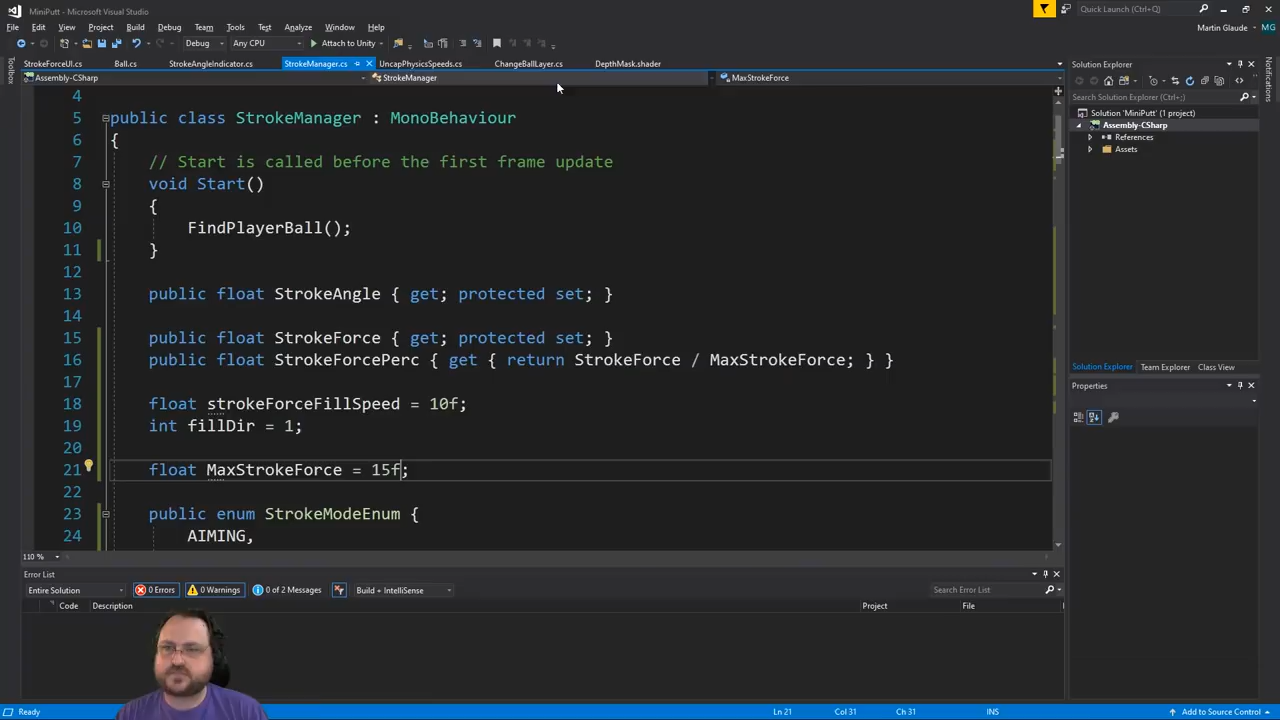 MiniPutt - Microsoft Visual Studio
Quick Launch (Ctrl+Q)
File Edit View Project Build Debug Team Tools Analyze Window Help
Martin Glaude MG
Debug Any CPU Attach to Unity
Toolbox
StrokeForceUI.cs Ball.cs StrokeAngleIndicator.cs StrokeManager.cs UncapPhysicsSpeeds.cs ChangeBallLayer.cs DepthMask.shader
Assembly-CSharp StrokeManager MaxStrokeForce
4
5 public class StrokeManager : MonoBehaviour
6 {
7 // Start is called before the first frame update
8 void Start()
9 {
10 FindPlayerBall();
11 }
12
13 public float StrokeAngle { get; protected set; }
14
15 public float StrokeForce { get; protected set; }
16 public float StrokeForcePerc { get { return StrokeForce / MaxStrokeForce; } }
17
18 float strokeForceFillSpeed = 10f;
19 int fillDir = 1;
20
21 float MaxStrokeForce = 15f;
22
23 public enum StrokeModeEnum {
24 AIMING,
110 %
Solution Explorer
Search Solution Explorer (Ctrl+;)
Solution 'MiniPutt' (1 project)
Assembly-CSharp
References
Assets
Solution Explorer Team Explorer Class View
Properties
Notifications
Error List
Entire Solution 0 Errors 0 Warnings 0 of 2 Messages Build + IntelliSense
Search Error List
Code Description Project File
Ready Ln 21 Col 31 Ch 31 INS Add to Source Control